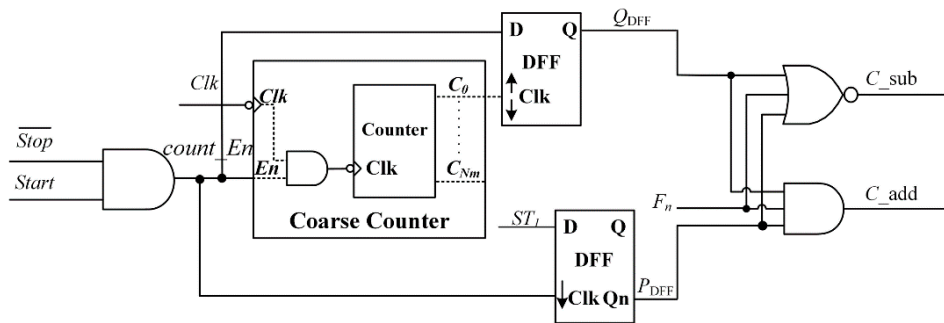 D Q
DFF
Clk
Q_DFF
C_sub
Clk
Clk
C_0
Counter
Clk
C_Nm
En
Coarse Counter
S̅t̅o̅p̅
Start
count_En
F_n
C_add
ST_1
D Q
DFF
Clk Qn
P_DFF